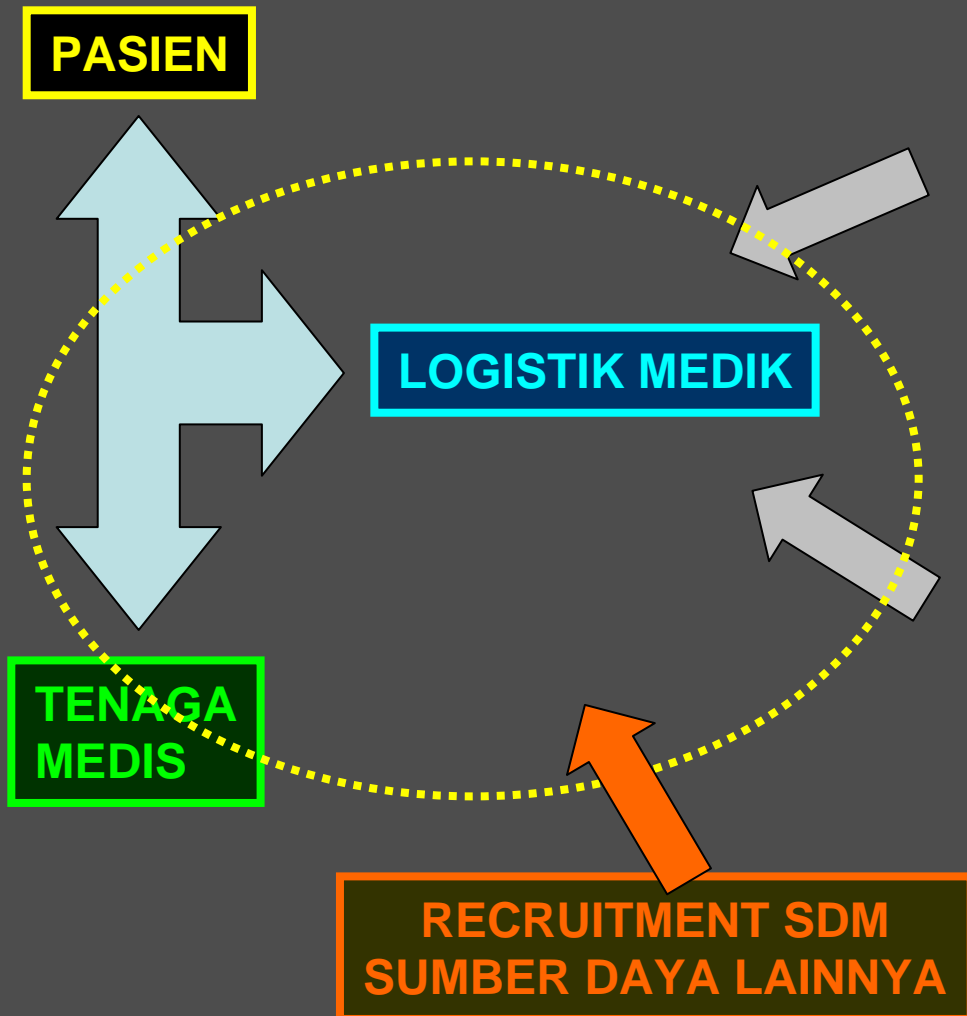 PASIEN
LOGISTIK MEDIK
TENAGA
MEDIS
RECRUITMENT SDM
SUMBER DAYA LAINNYA